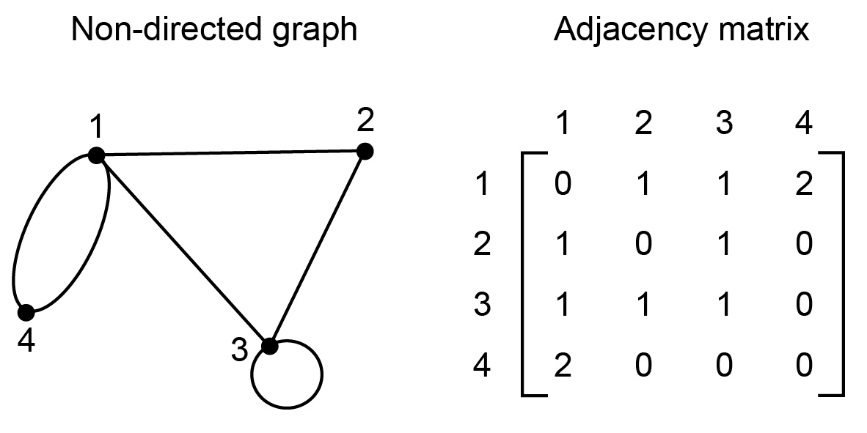 Non-directed graph
1
2
3
4
Adjacency matrix
1 2 3 4
1 0 1 1 2
2 1 0 1 0
3 1 1 1 0
4 2 0 0 0